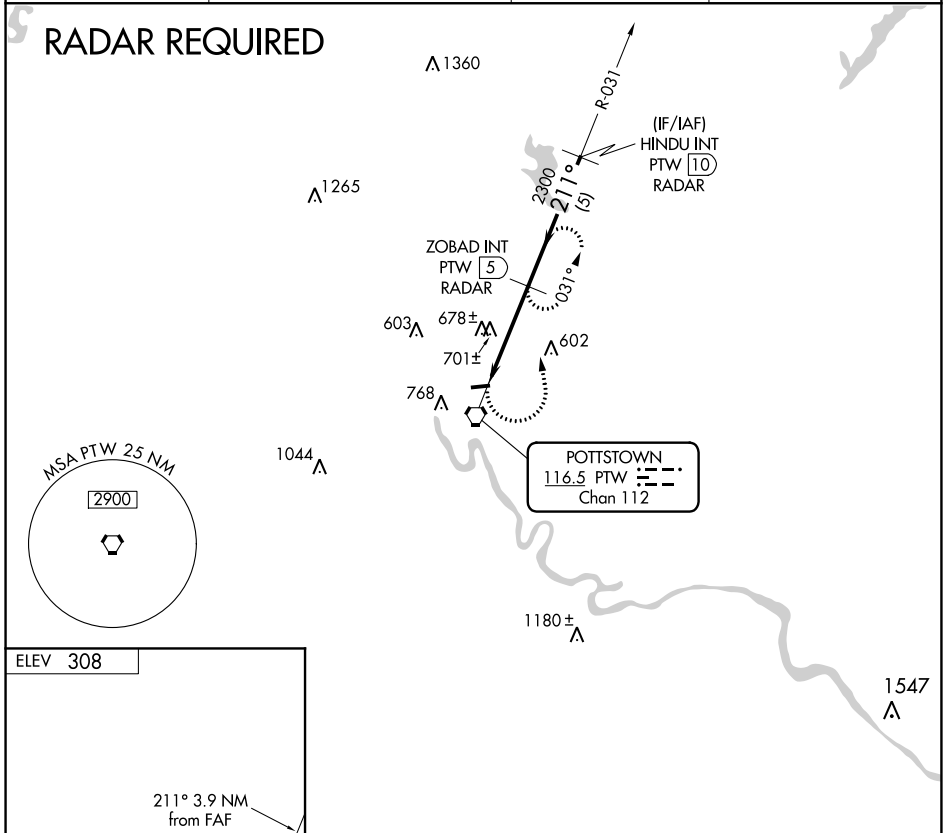 RADAR REQUIRED
1360
R-031
(IF/IAF)
HINDU INT
PTW 10
RADAR
2300
211°
(5)
1265
ZOBAD INT
PTW 5
RADAR
031°
603
678±
701±
602
768
1044
POTTSTOWN
116.5 PTW
Chan 112
MSA PTW 25 NM
2900
1180±
1547
ELEV 308
211° 3.9 NM
from FAF